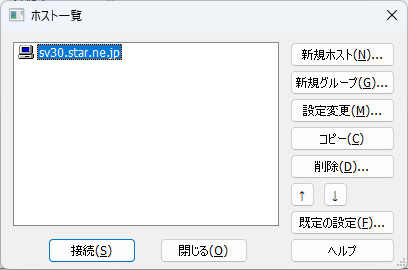 ホスト一覧
sv30.star.ne.jp
新規ホスト(N)...
新規グループ(G)...
設定変更(M)...
コピー(C)
削除(D)...
↑ ↓
既定の設定(F)...
接続(S) 閉じる(O) ヘルプ